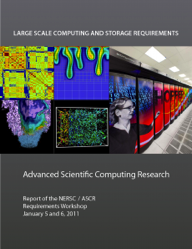 LARGE SCALE COMPUTING AND STORAGE REQUIREMENTS
Advanced Scientific Computing Research
Report of the NERSC / ASCR
Requirements Workshop
January 5 and 6, 2011